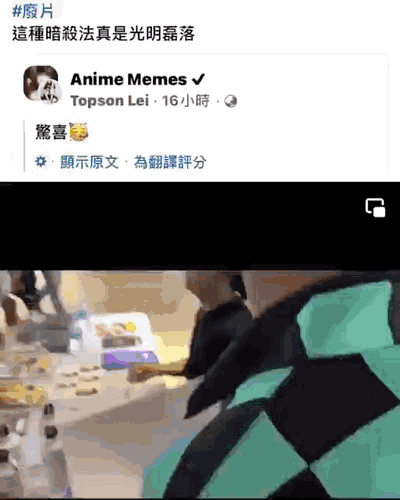 #廢片
這種暗殺法真是光明磊落
Anime Memes
Topson Lei · 16小時 ·
驚喜🥳
· 顯示原文 · 為翻譯評分